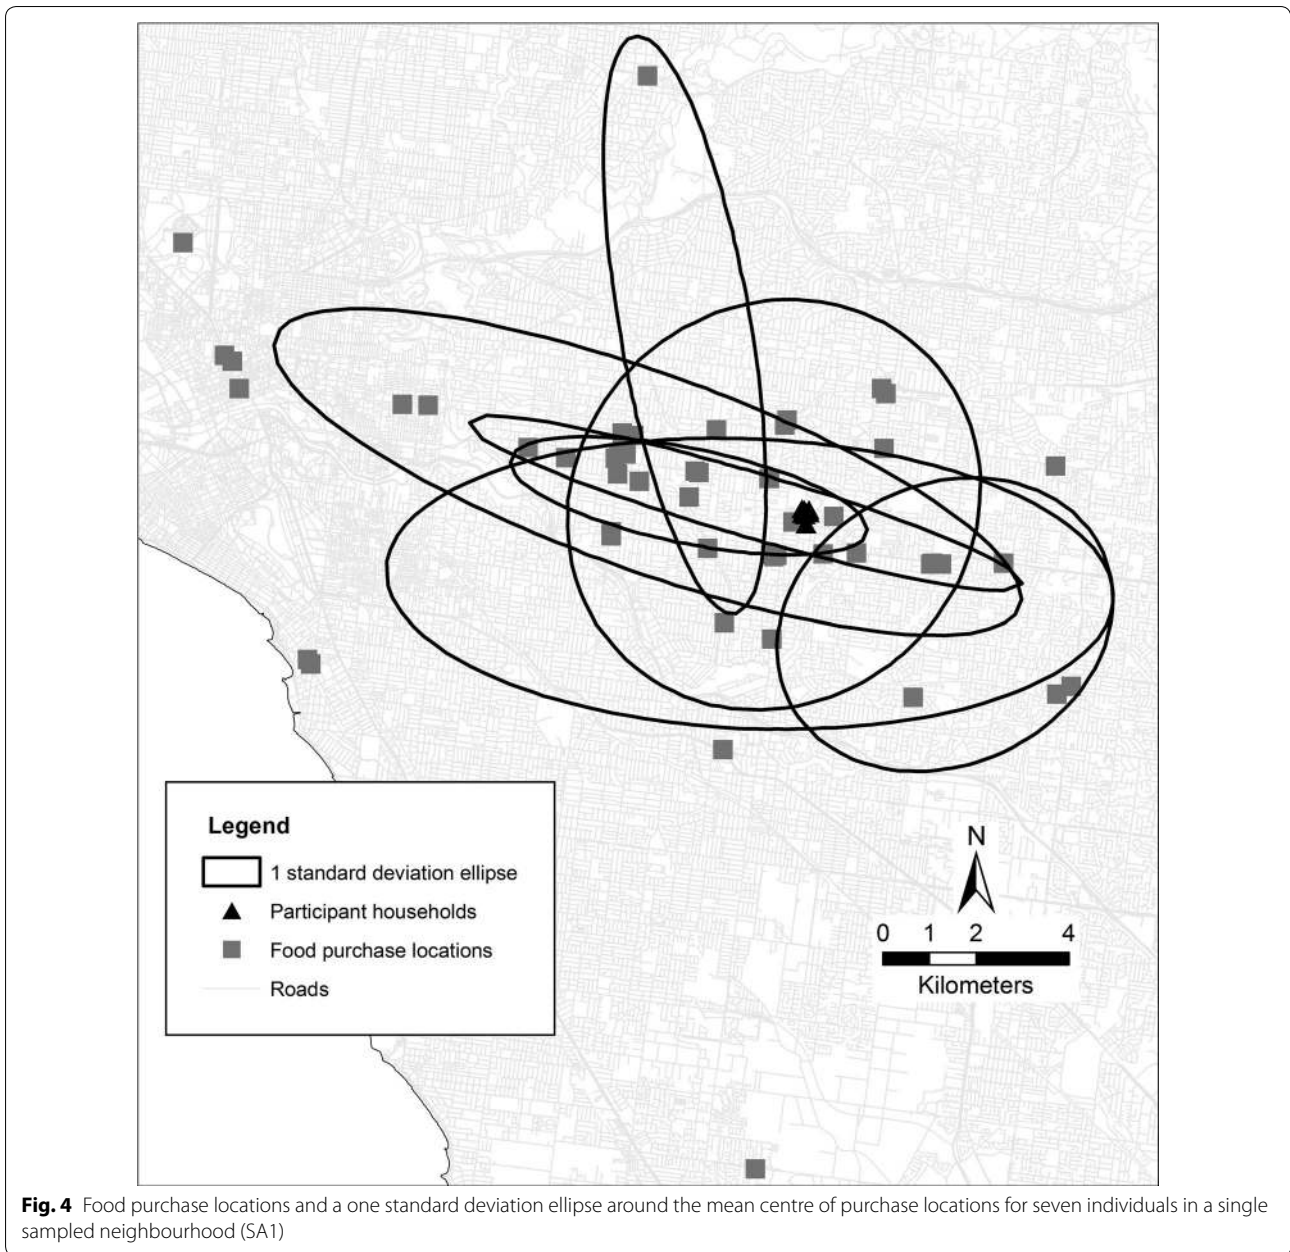 Legend
1 standard deviation ellipse
Participant households
Food purchase locations
Roads
N
0 1 2 4
Kilometers
Fig. 4 Food purchase locations and a one standard deviation ellipse around the mean centre of purchase locations for seven individuals in a single
sampled neighbourhood (SA1)